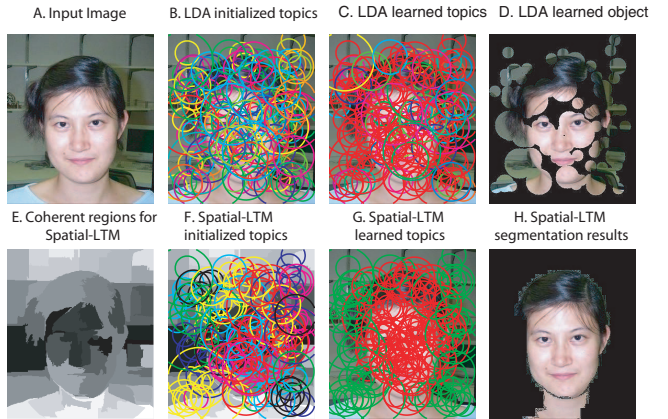 A. Input Image
B. LDA initialized topics
C. LDA learned topics
D. LDA learned object
E. Coherent regions for
Spatial-LTM
F. Spatial-LTM
initialized topics
G. Spatial-LTM
learned topics
H. Spatial-LTM
segmentation results